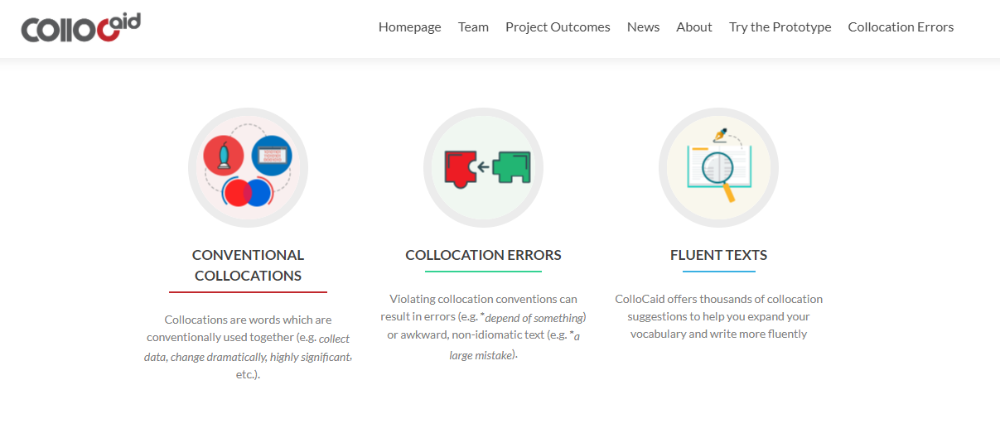 colloCaid
Homepage Team Project Outcomes News About Try the Prototype Collocation Errors
CONVENTIONAL
COLLOCATIONS
Collocations are words which are
conventionally used together (e.g. collect
data, change dramatically, highly significant,
etc.).
COLLOCATION ERRORS
Violating collocation conventions can
result in errors (e.g. *depend of something)
or awkward, non-idiomatic text (e.g. *a
large mistake).
FLUENT TEXTS
ColloCaid offers thousands of collocation
suggestions to help you expand your
vocabulary and write more fluently